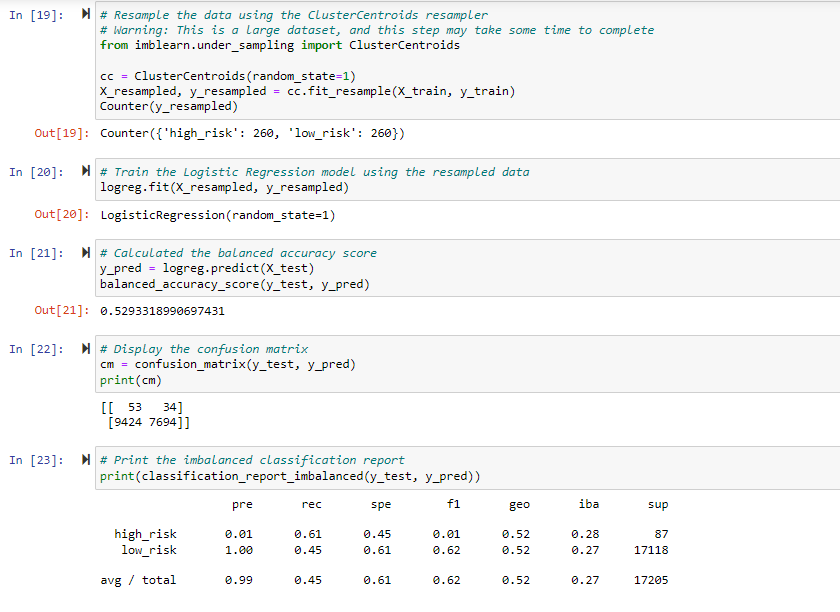 In [19]: # Resample the data using the ClusterCentroids resampler
# Warning: This is a large dataset, and this step may take some time to complete
from imblearn.under_sampling import ClusterCentroids
cc = ClusterCentroids(random_state=1)
X_resampled, y_resampled = cc.fit_resample(X_train, y_train)
Counter(y_resampled)
Out[19]: Counter({'high_risk': 260, 'low_risk': 260})
In [20]: # Train the Logistic Regression model using the resampled data
logreg.fit(X_resampled, y_resampled)
Out[20]: LogisticRegression(random_state=1)
In [21]: # Calculated the balanced accuracy score
y_pred = logreg.predict(X_test)
balanced_accuracy_score(y_test, y_pred)
Out[21]: 0.5293318990697431
In [22]: # Display the confusion matrix
cm = confusion_matrix(y_test, y_pred)
print(cm)
[[  53   34]
 [9424 7694]]
In [23]: # Print the imbalanced classification report
print(classification_report_imbalanced(y_test, y_pred))
pre rec spe f1 geo iba sup
high_risk 0.01 0.61 0.45 0.01 0.52 0.28 87
low_risk 1.00 0.45 0.61 0.62 0.52 0.27 17118
avg / total 0.99 0.45 0.61 0.62 0.52 0.27 17205